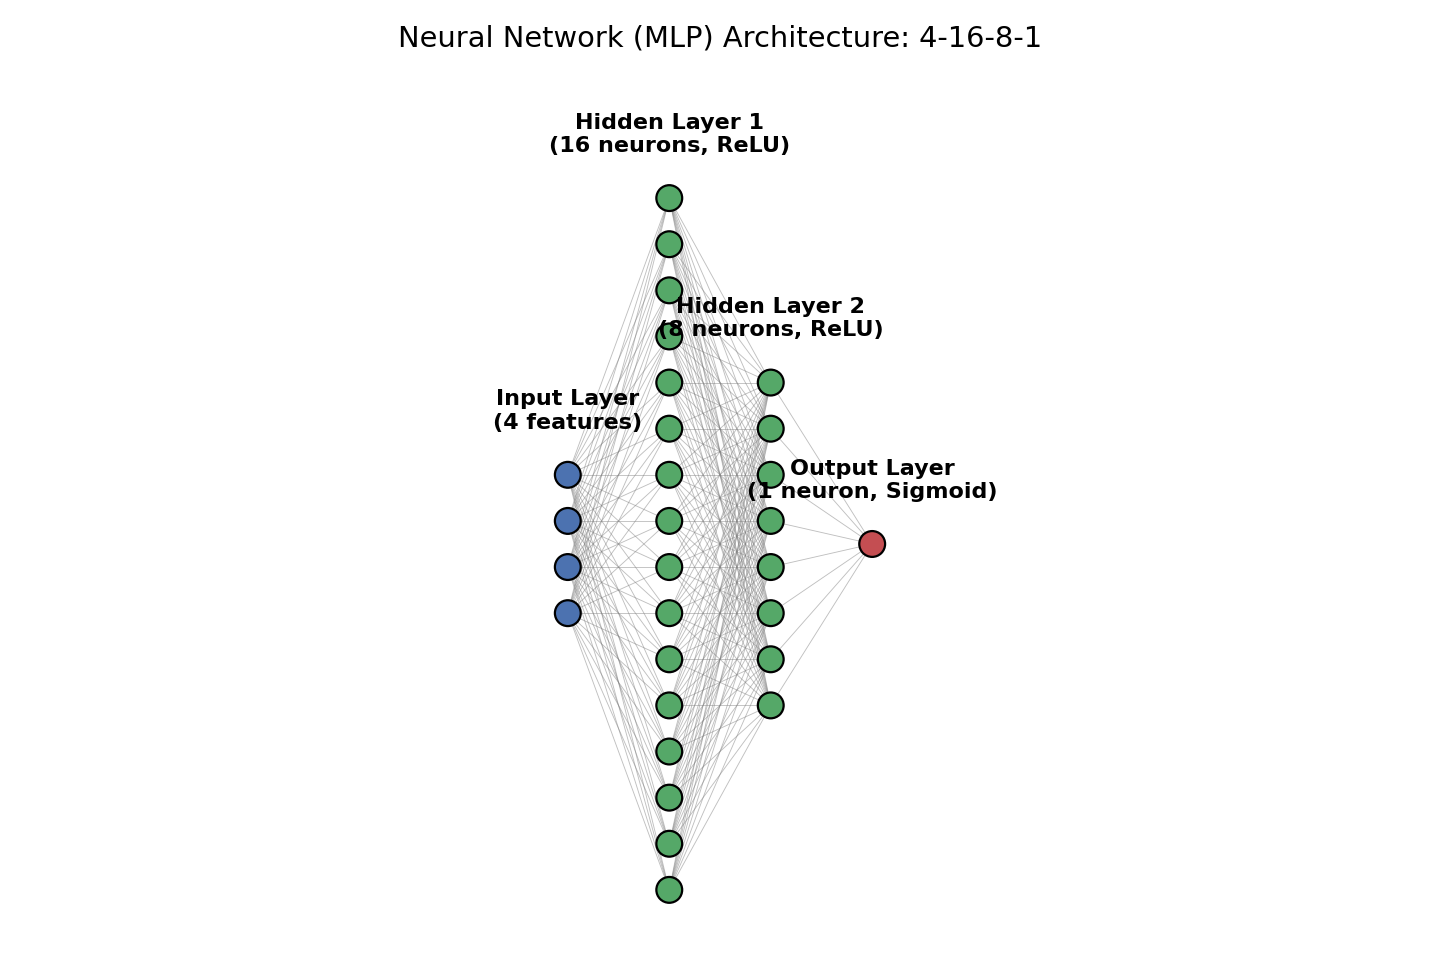 Neural Network (MLP) Architecture: 4-16-8-1
Hidden Layer 1
(16 neurons, ReLU)
Hidden Layer 2
(8 neurons, ReLU)
Input Layer
(4 features)
Output Layer
(1 neuron, Sigmoid)